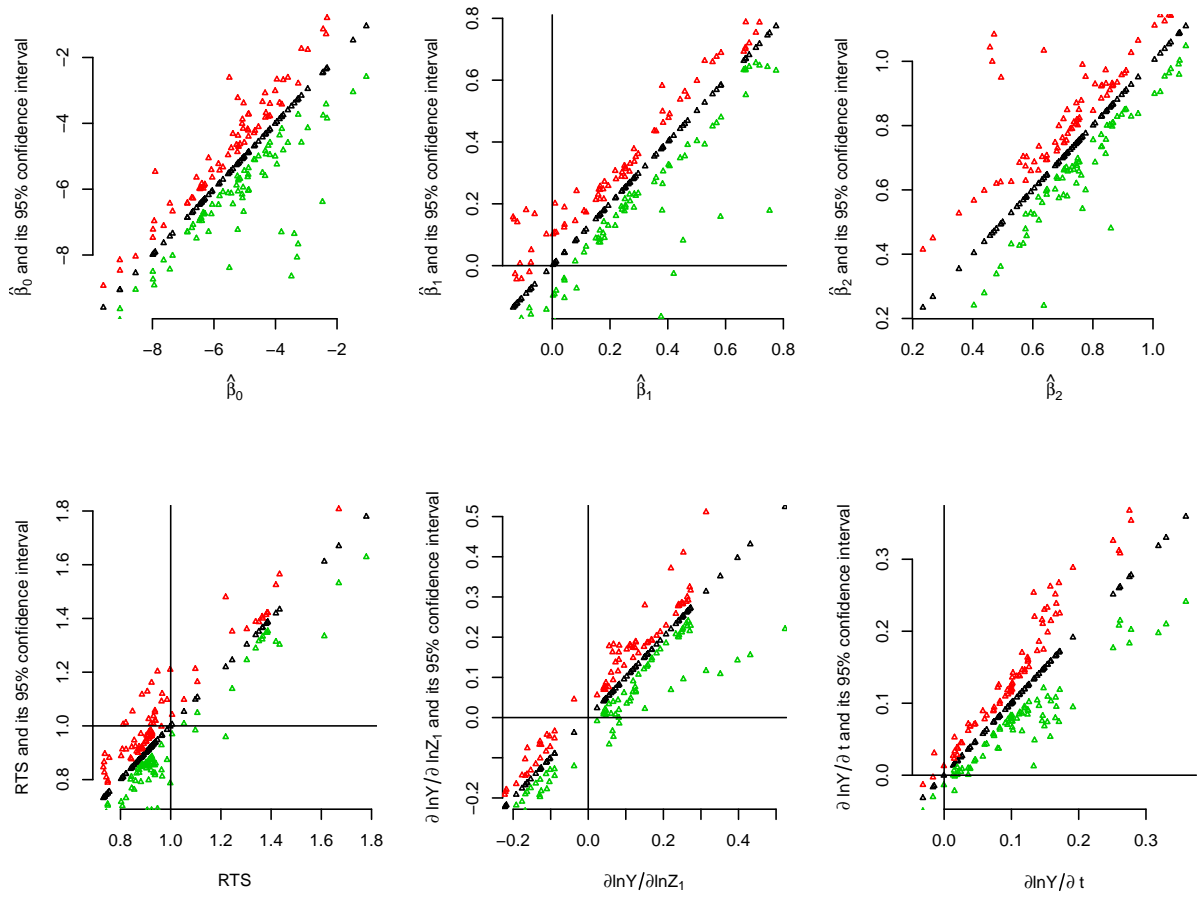 β̂0 and its 95% confidence interval
−2
−4
−6
−8
−8 −6 −4 −2
β̂0
β̂1 and its 95% confidence interval
0.8
0.6
0.4
0.2
0.0
0.0 0.2 0.4 0.6 0.8
β̂1
β̂2 and its 95% confidence interval
1.0
0.8
0.6
0.4
0.2
0.2 0.4 0.6 0.8 1.0
β̂2
RTS and its 95% confidence interval
1.8
1.6
1.4
1.2
1.0
0.8
0.8 1.0 1.2 1.4 1.6 1.8
RTS
∂ lnY/∂ lnZ1 and its 95% confidence interval
0.5
0.4
0.3
0.2
0.1
0.0
−0.2
−0.2 0.0 0.2 0.4
∂lnY/∂lnZ1
∂ lnY/∂ t and its 95% confidence interval
0.3
0.2
0.1
0.0
0.0 0.1 0.2 0.3
∂lnY/∂ t